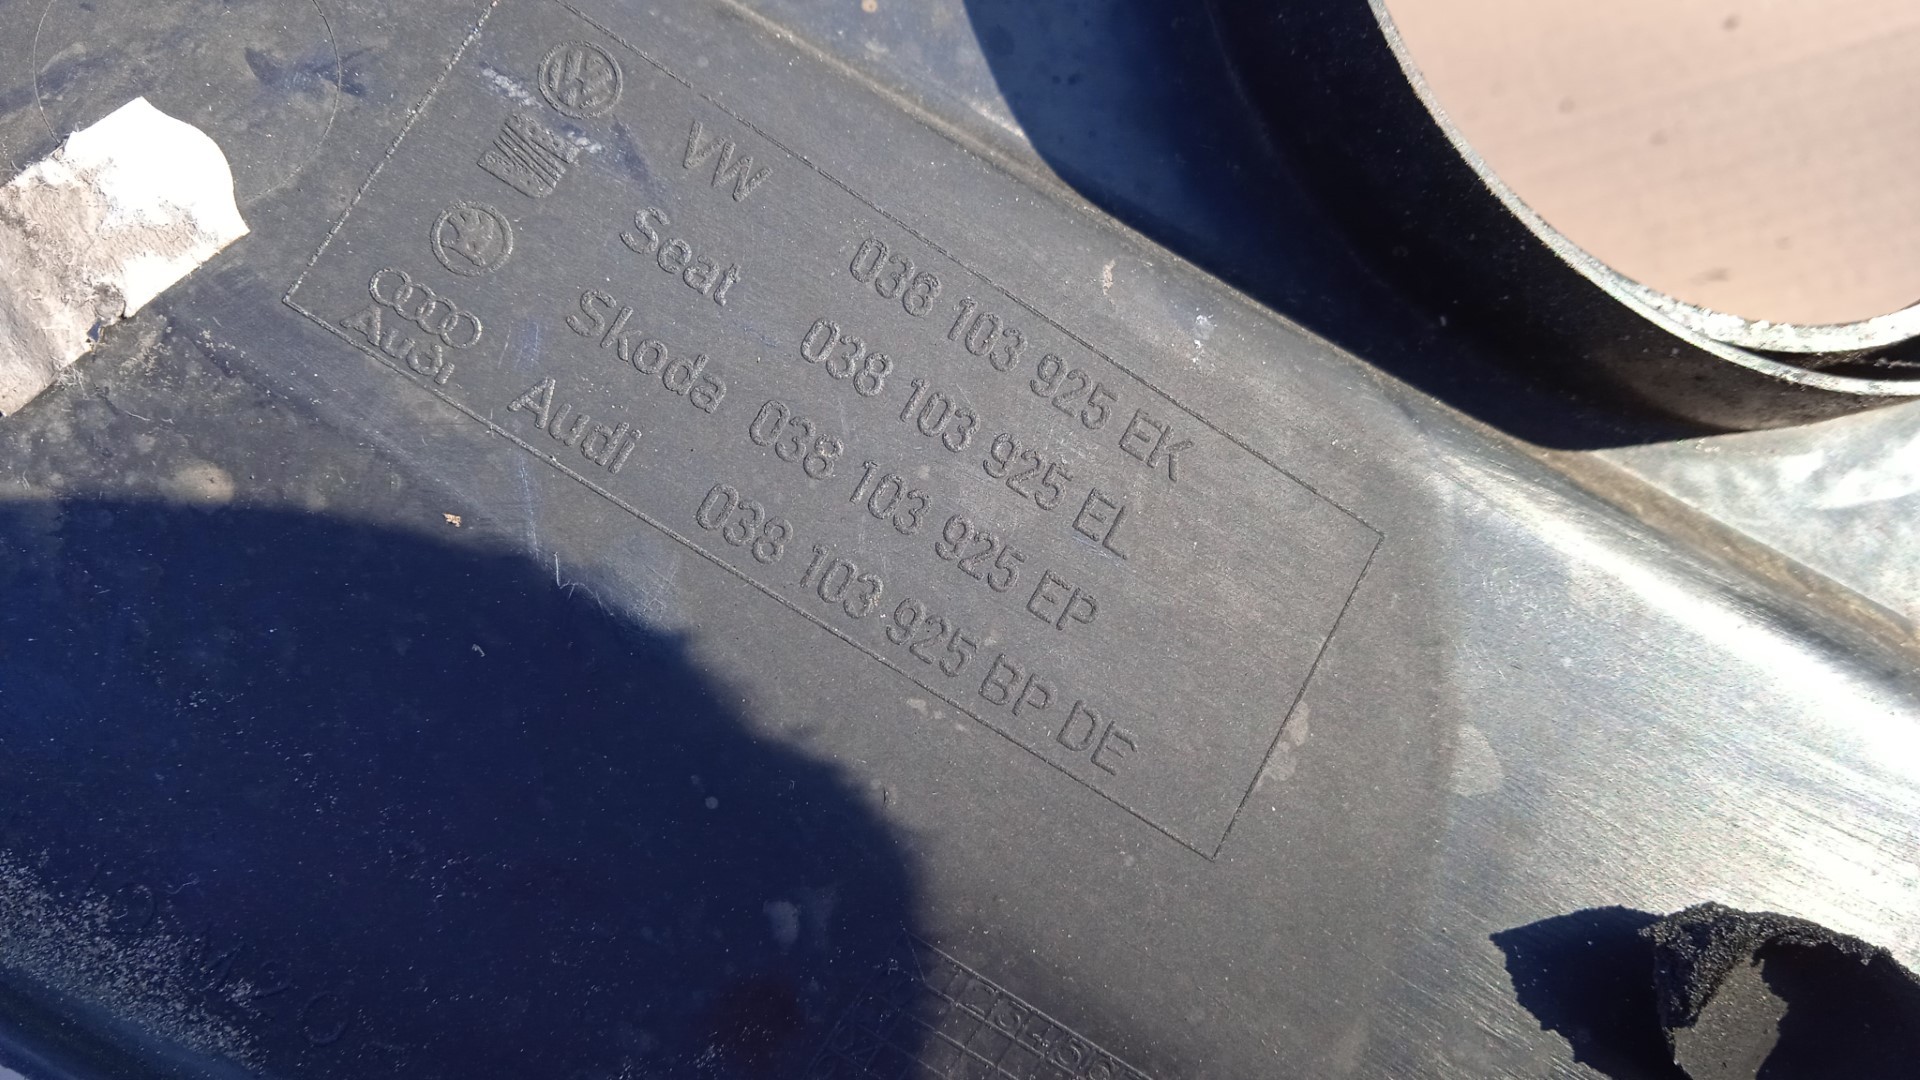 VW 036 103 925 EK
Seat 038 103 925 EL
Skoda 038 103 925 EP
Audi
Audi 038 103 925 BP DE